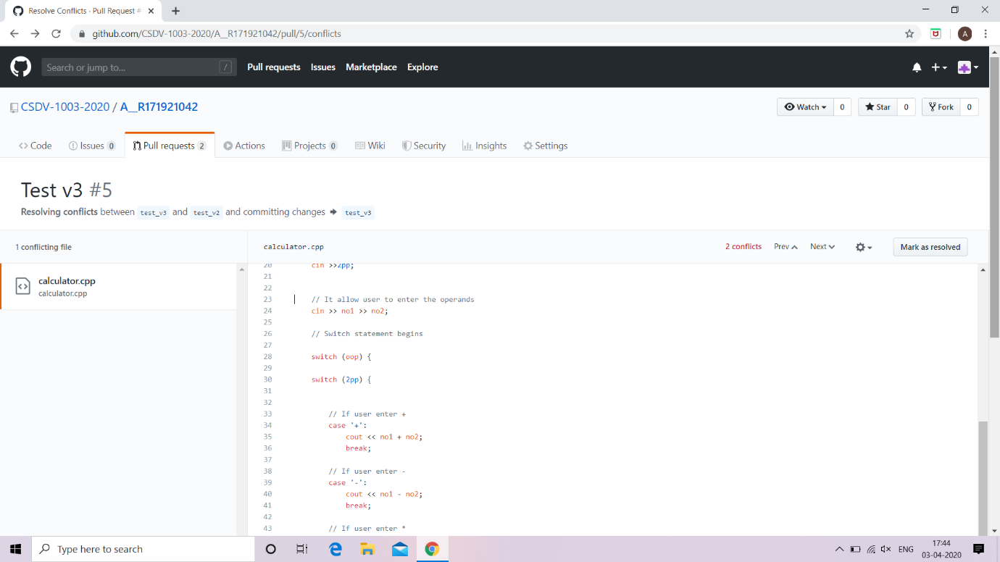 Resolve Conflicts · Pull Request #
github.com/CSDV-1003-2020/A__R171921042/pull/5/conflicts
A
Search or jump to... /
Pull requests Issues Marketplace Explore
CSDV-1003-2020 / A__R171921042
Watch 0 Star 0 Fork 0
Code Issues 0 Pull requests 2 Actions Projects 0 Wiki Security Insights Settings
Test v3 #5
Resolving conflicts between test_v3 and test_v2 and committing changes → test_v3
1 conflicting file
calculator.cpp
2 conflicts Prev Next
Mark as resolved
calculator.cpp
calculator.cpp
20 cin >>2pp;
21
22
23 // It allow user to enter the operands
24 cin >> no1 >> no2;
25
26 // Switch statement begins
27
28 switch (oop) {
29
30 switch (2pp) {
31
32
33 // If user enter +
34 case '+':
35 cout << no1 + no2;
36 break;
37
38 // If user enter -
39 case '-':
40 cout << no1 - no2;
41 break;
42
43 // If user enter *
Type here to search
ENG
17:44
03-04-2020